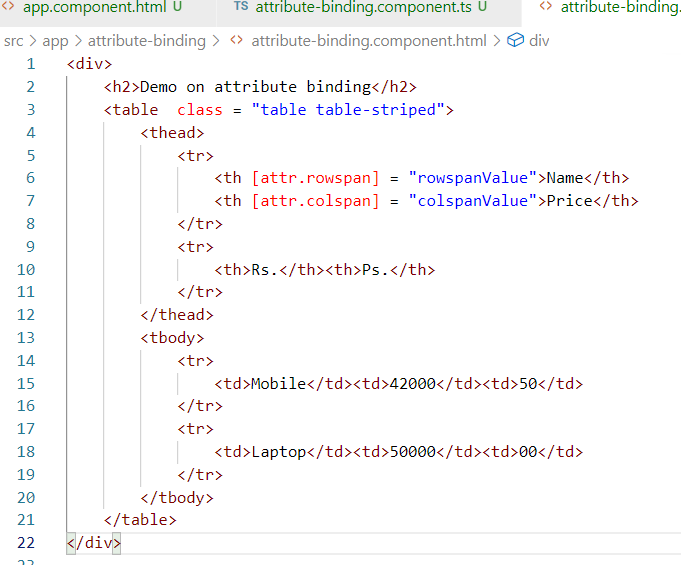 app.component.html U TS attribute-binding.component.ts U attribute-binding.
src > app > attribute-binding > <> attribute-binding.component.html > div
1 <div>
2 <h2>Demo on attribute binding</h2>
3 <table  class = "table table-striped">
4 <thead>
5 <tr>
6 <th [attr.rowspan] = "rowspanValue">Name</th>
7 <th [attr.colspan] = "colspanValue">Price</th>
8 </tr>
9 <tr>
10 <th>Rs.</th><th>Ps.</th>
11 </tr>
12 </thead>
13 <tbody>
14 <tr>
15 <td>Mobile</td><td>42000</td><td>50</td>
16 </tr>
17 <tr>
18 <td>Laptop</td><td>50000</td><td>00</td>
19 </tr>
20 </tbody>
21 </table>
22 </div>